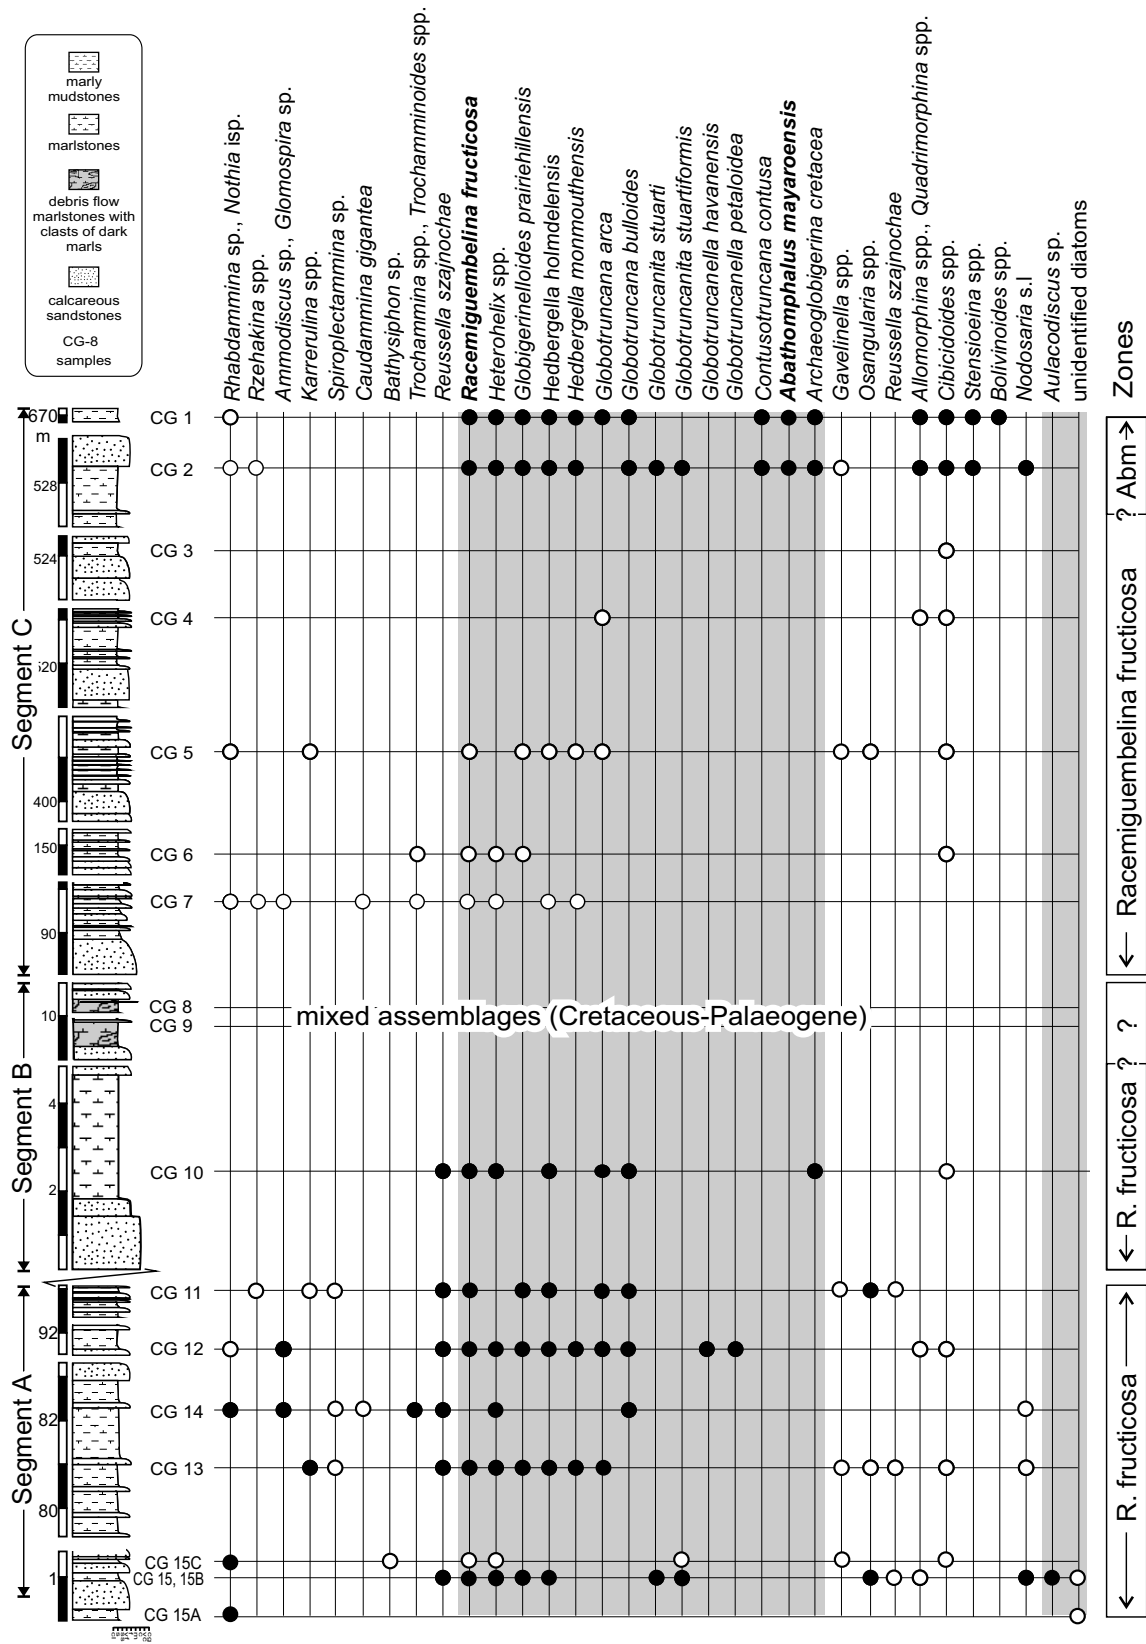 marly
mudstones
marlstones
debris flow
marlstones with
clasts of dark
marls
calcareous
sandstones
CG-8
samples
Rhabdammina sp., Nothia isp.
Rzehakina spp.
Ammodiscus sp., Glomospira sp.
Karrerulina spp.
Spiroplectammina sp.
Caudammina gigantea
Bathysiphon sp.
Trochammina spp., Trochamminoides spp.
Reussella szajnochae
Racemiguembelina fructicosa
Heterohelix spp.
Globigerinelloides prairiehillensis
Hedbergella holmdelensis
Hedbergella monmouthensis
Globotruncana arca
Globotruncana bulloides
Globotruncanita stuarti
Globotruncanita stuartiformis
Globotruncanella havanensis
Globotruncanella petaloidea
Contusotruncana contusa
Abathomphalus mayaroensis
Archaeoglobigerina cretacea
Gavelinella spp.
Osangularia spp.
Reussella szajnochae
Allomorphina spp., Quadrimorphina spp.
Cibicidoides spp.
Stensioeina spp.
Bolivinoides spp.
Nodosaria s.l
Aulacodiscus sp.
unidentified diatoms
Zones
670
m
528
524
520
400
150
90
10
4
2
92
82
80
1
Segment C
Segment B
Segment A
CG 1
CG 2
CG 3
CG 4
CG 5
CG 6
CG 7
CG 8
CG 9
mixed assemblages (Cretaceous-Palaeogene)
CG 10
CG 11
CG 12
CG 14
CG 13
CG 15C
CG 15, 15B
CG 15A
? Abm
Racemiguembelina fructicosa
?
?
R. fructicosa
R. fructicosa